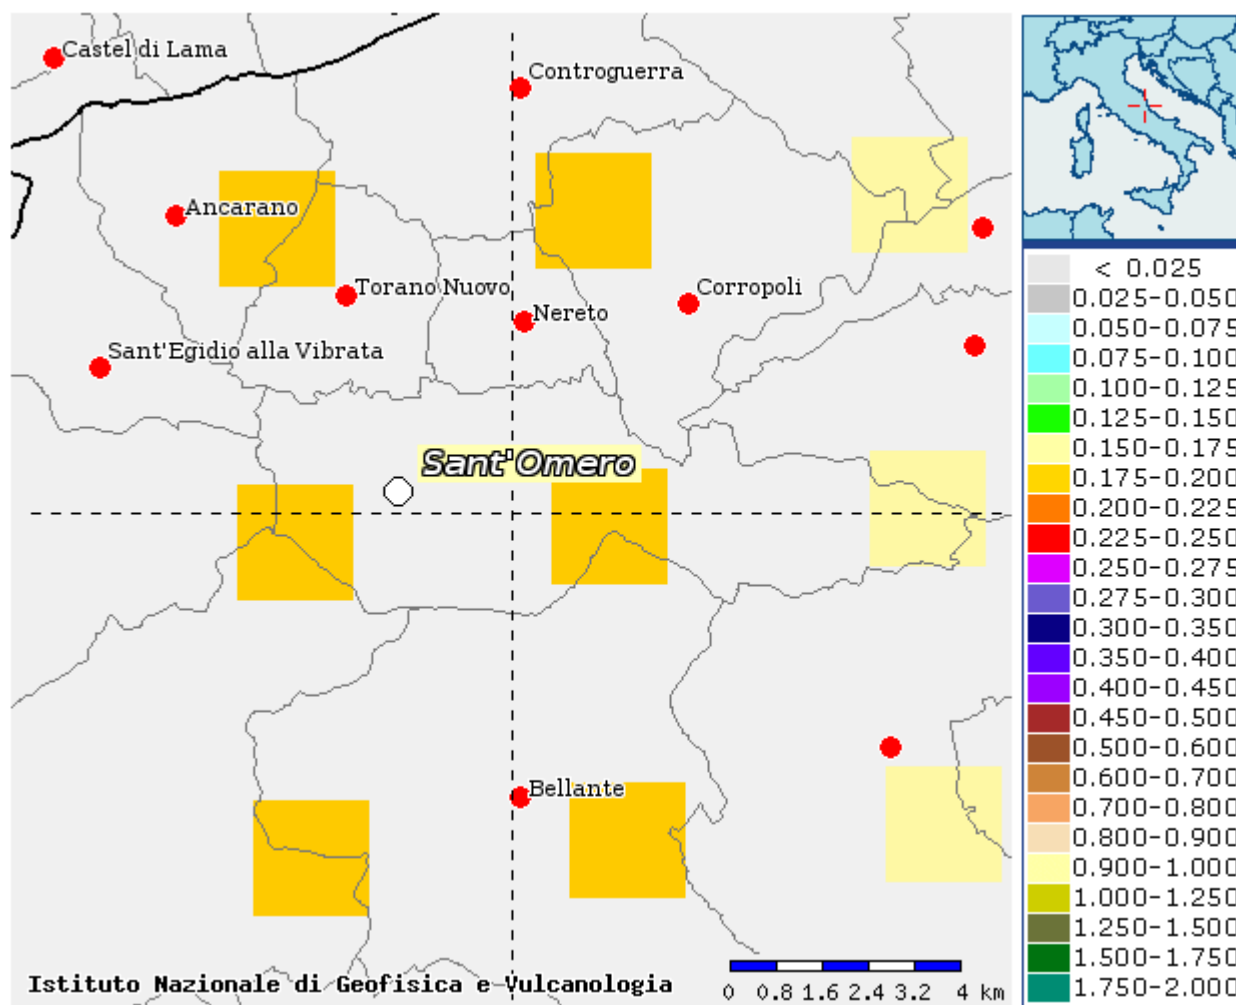 Castel di Lama
Controguerra
Ancarano
Torano Nuovo
Corropoli
Nereto
Sant'Egidio alla Vibrata
Sant'Omero
Bellante
Istituto Nazionale di Geofisica e Vulcanologia
0 0.8 1.6 2.4 3.2 4 km
< 0.025
0.025-0.050
0.050-0.075
0.075-0.100
0.100-0.125
0.125-0.150
0.150-0.175
0.175-0.200
0.200-0.225
0.225-0.250
0.250-0.275
0.275-0.300
0.300-0.350
0.350-0.400
0.400-0.450
0.450-0.500
0.500-0.600
0.600-0.700
0.700-0.800
0.800-0.900
0.900-1.000
1.000-1.250
1.250-1.500
1.500-1.750
1.750-2.000